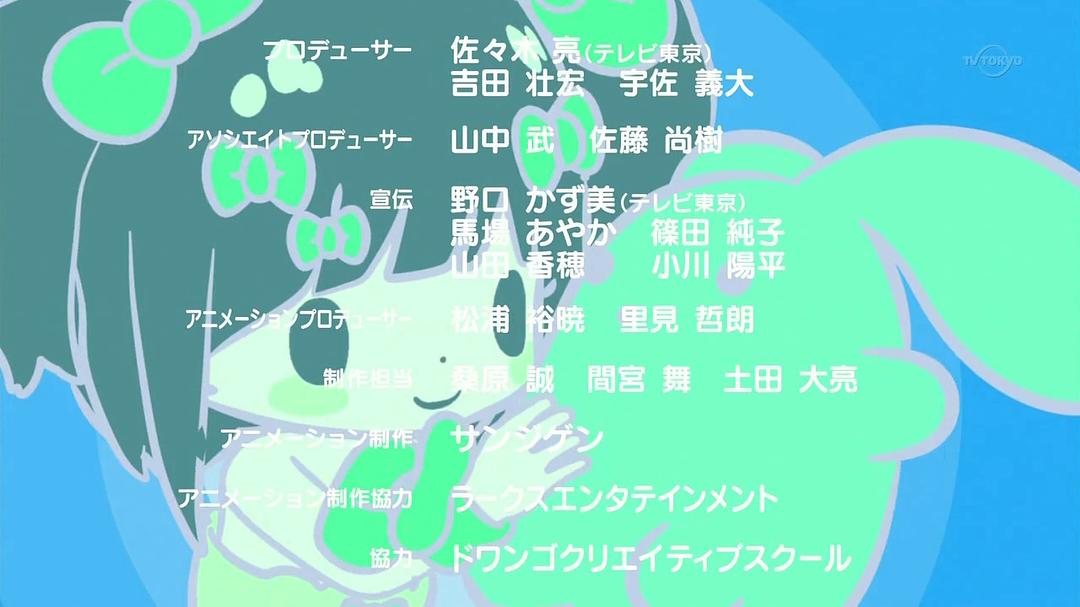 プロデューサー 佐々木 亮(テレビ東京)
TV TOKYO
吉田 壮宏 宇佐 義大
アソシエイトプロデューサー 山中 武 佐藤 尚樹
宣伝 野口 かず美(テレビ東京)
馬場 あやか 篠田 純子
山田 香穂 小川 陽平
アニメーションプロデューサー 松浦 裕暁 里見 哲朗
制作担当 桑原 誠 間宮 舞 土田 大亮
アニメーション制作 サンジゲン
アニメーション制作協力 ラークスエンタテインメント
協力 ドワンゴクリエイティブスクール